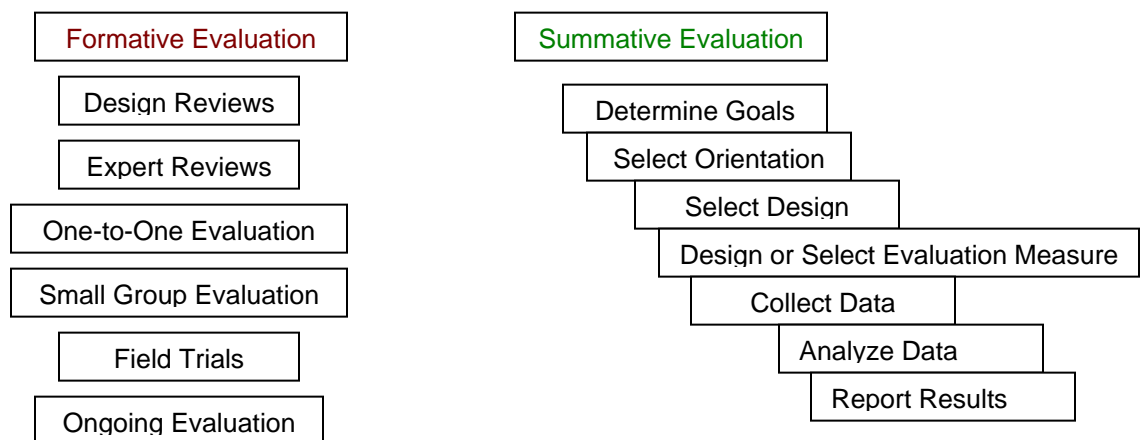 Formative Evaluation
Design Reviews
Expert Reviews
One-to-One Evaluation
Small Group Evaluation
Field Trials
Ongoing Evaluation
Summative Evaluation
Determine Goals
Select Orientation
Select Design
Design or Select Evaluation Measure
Collect Data
Analyze Data
Report Results